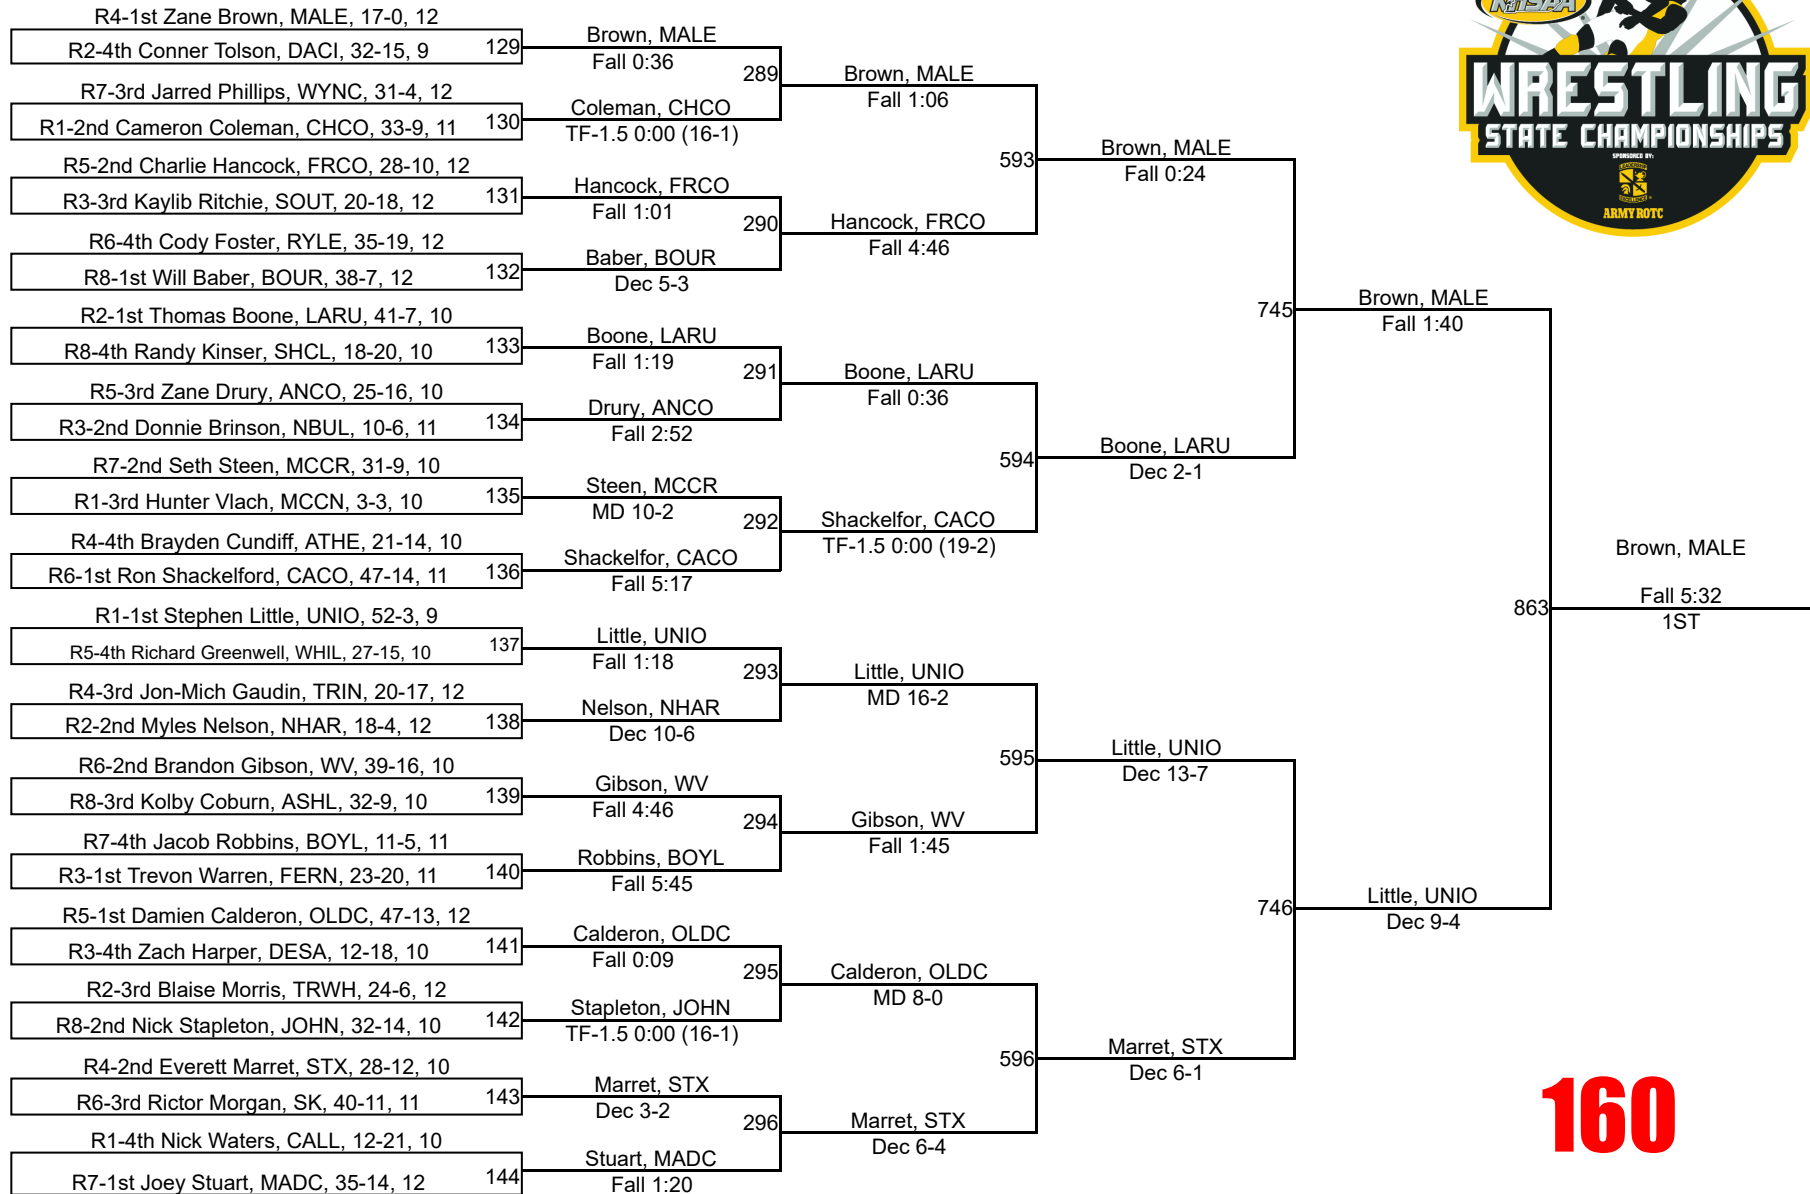 R4-1st Zane Brown, MALE, 17-0, 12
R2-4th Conner Tolson, DACI, 32-15, 9
129
R7-3rd Jarred Phillips, WYNC, 31-4, 12
R1-2nd Cameron Coleman, CHCO, 33-9, 11
130
R5-2nd Charlie Hancock, FRCO, 28-10, 12
R3-3rd Kaylib Ritchie, SOUT, 20-18, 12
131
R6-4th Cody Foster, RYLE, 35-19, 12
R8-1st Will Baber, BOUR, 38-7, 12
132
R2-1st Thomas Boone, LARU, 41-7, 10
R8-4th Randy Kinser, SHCL, 18-20, 10
133
R5-3rd Zane Drury, ANCO, 25-16, 10
R3-2nd Donnie Brinson, NBUL, 10-6, 11
134
R7-2nd Seth Steen, MCCR, 31-9, 10
R1-3rd Hunter Vlach, MCCN, 3-3, 10
135
R4-4th Brayden Cundiff, ATHE, 21-14, 10
R6-1st Ron Shackelford, CACO, 47-14, 11
136
R1-1st Stephen Little, UNIO, 52-3, 9
R5-4th Richard Greenwell, WHIL, 27-15, 10
137
R4-3rd Jon-Mich Gaudin, TRIN, 20-17, 12
R2-2nd Myles Nelson, NHAR, 18-4, 12
138
R6-2nd Brandon Gibson, WV, 39-16, 10
R8-3rd Kolby Coburn, ASHL, 32-9, 10
139
R7-4th Jacob Robbins, BOYL, 11-5, 11
R3-1st Trevon Warren, FERN, 23-20, 11
140
R5-1st Damien Calderon, OLDC, 47-13, 12
R3-4th Zach Harper, DESA, 12-18, 10
141
R2-3rd Blaise Morris, TRWH, 24-6, 12
R8-2nd Nick Stapleton, JOHN, 32-14, 10
142
R4-2nd Everett Marret, STX, 28-12, 10
R6-3rd Rictor Morgan, SK, 40-11, 11
143
R1-4th Nick Waters, CALL, 12-21, 10
R7-1st Joey Stuart, MADC, 35-14, 12
144
Brown, MALE
Fall 0:36
289
Coleman, CHCO
TF-1.5 0:00 (16-1)
Hancock, FRCO
Fall 1:01
290
Baber, BOUR
Dec 5-3
Boone, LARU
Fall 1:19
291
Drury, ANCO
Fall 2:52
Steen, MCCR
MD 10-2
292
Shackelfor, CACO
Fall 5:17
Little, UNIO
Fall 1:18
293
Nelson, NHAR
Dec 10-6
Gibson, WV
Fall 4:46
294
Robbins, BOYL
Fall 5:45
Calderon, OLDC
Fall 0:09
295
Stapleton, JOHN
TF-1.5 0:00 (16-1)
Marret, STX
Dec 3-2
296
Stuart, MADC
Fall 1:20
Brown, MALE
Fall 1:06
593
Hancock, FRCO
Fall 4:46
Boone, LARU
Fall 0:36
594
Shackelfor, CACO
TF-1.5 0:00 (19-2)
Little, UNIO
MD 16-2
595
Gibson, WV
Fall 1:45
Calderon, OLDC
MD 8-0
596
Marret, STX
Dec 6-4
Brown, MALE
Fall 0:24
745
Boone, LARU
Dec 2-1
Little, UNIO
Dec 13-7
746
Marret, STX
Dec 6-1
Brown, MALE
Fall 1:40
863
Little, UNIO
Dec 9-4
Brown, MALE
Fall 5:32
1ST
WRESTLING
STATE CHAMPIONSHIPS
SPONSORED BY:
ARMY ROTC
160